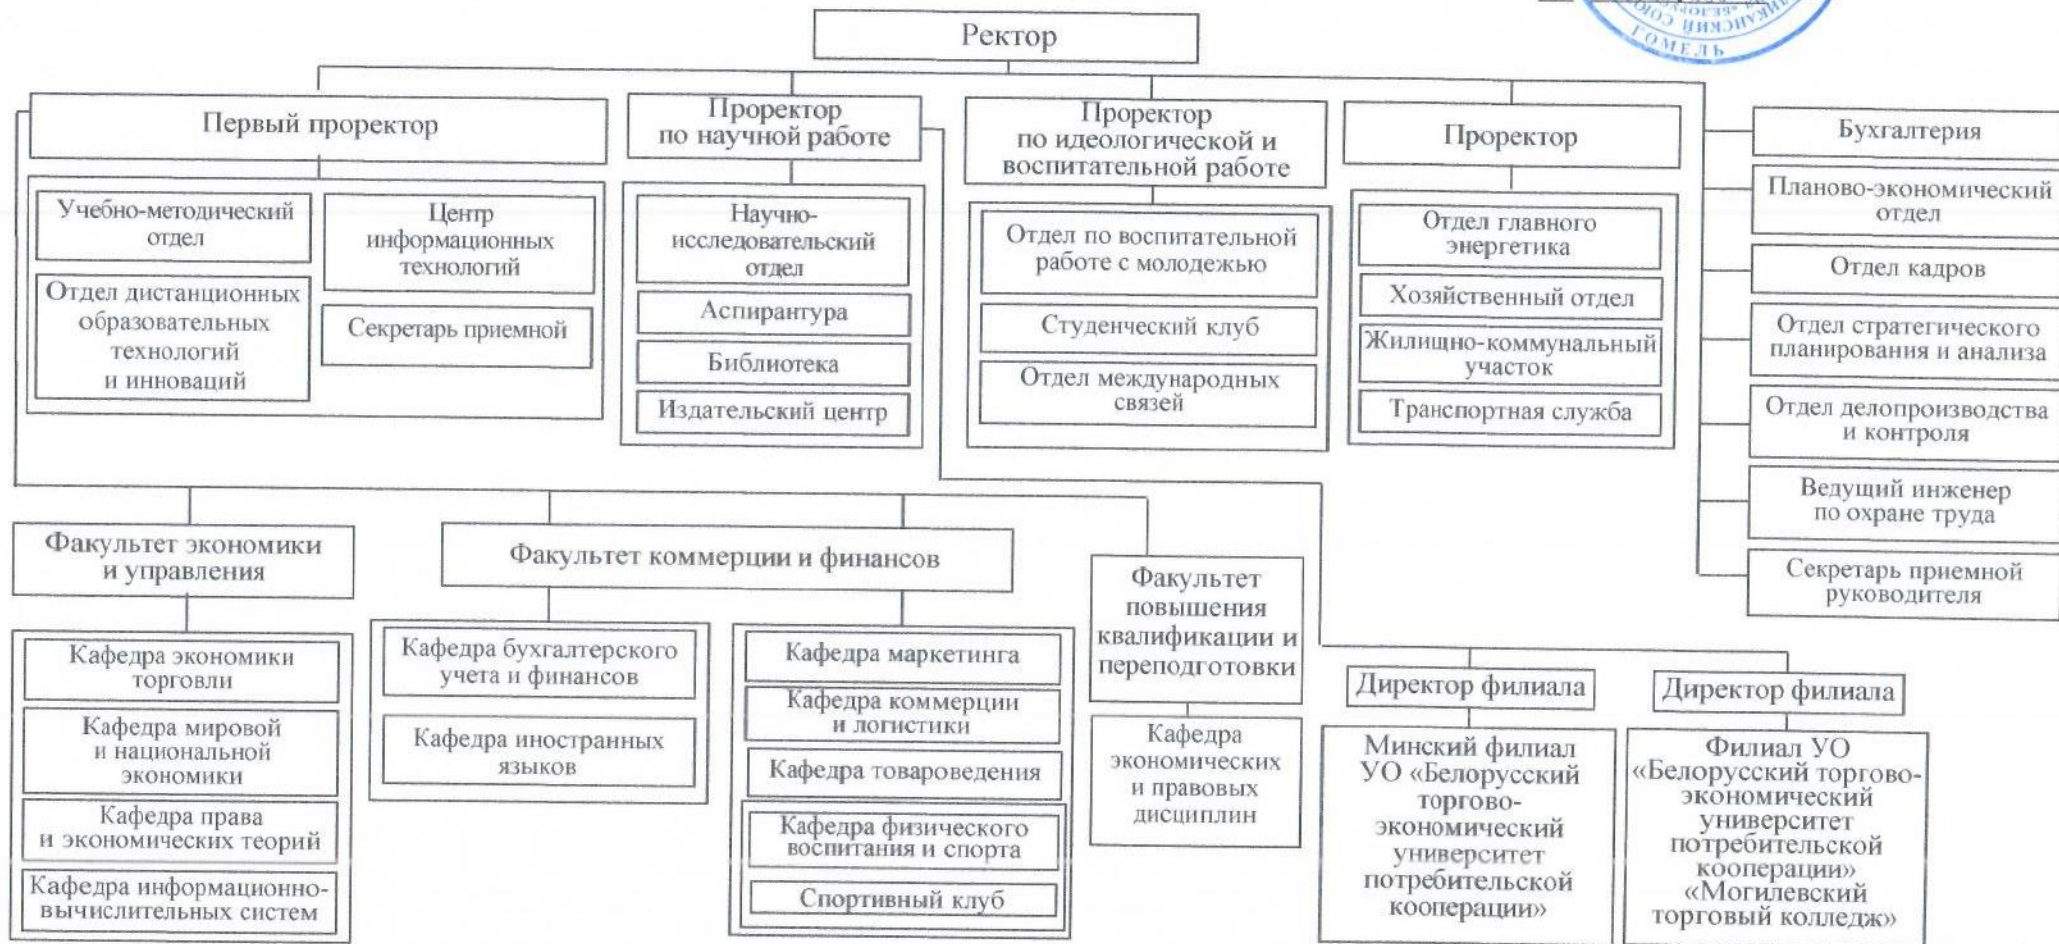 ГОМЕЛЬ
Ректор
Первый проректор
Проректор
по научной работе
Проректор
по идеологической и
воспитательной работе
Проректор
Бухгалтерия
Планово-экономический
отдел
Отдел кадров
Отдел стратегического
планирования и анализа
Отдел делопроизводства
и контроля
Ведущий инженер
по охране труда
Секретарь приемной
руководителя
Учебно-методический
отдел
Отдел дистанционных
образовательных
технологий
и инноваций
Центр
информационных
технологий
Секретарь приемной
Научно-
исследовательский
отдел
Аспирантура
Библиотека
Издательский центр
Отдел по воспитательной
работе с молодежью
Студенческий клуб
Отдел международных
связей
Отдел главного
энергетика
Хозяйственный отдел
Жилищно-коммунальный
участок
Транспортная служба
Факультет экономики
и управления
Кафедра экономики
торговли
Кафедра мировой
и национальной
экономики
Кафедра права
и экономических теорий
Кафедра информационно-
вычислительных систем
Факультет коммерции и финансов
Кафедра бухгалтерского
учета и финансов
Кафедра иностранных
языков
Кафедра маркетинга
Кафедра коммерции
и логистики
Кафедра товароведения
Кафедра физического
воспитания и спорта
Спортивный клуб
Факультет
повышения
квалификации и
переподготовки
Кафедра
экономических
и правовых
дисциплин
Директор филиала
Минский филиал
УО «Белорусский
торгово-
экономический
университет
потребительской
кооперации»
Директор филиала
Филиал УО
«Белорусский торгово-
экономический
университет
потребительской
кооперации»
«Могилевский
торговый колледж»